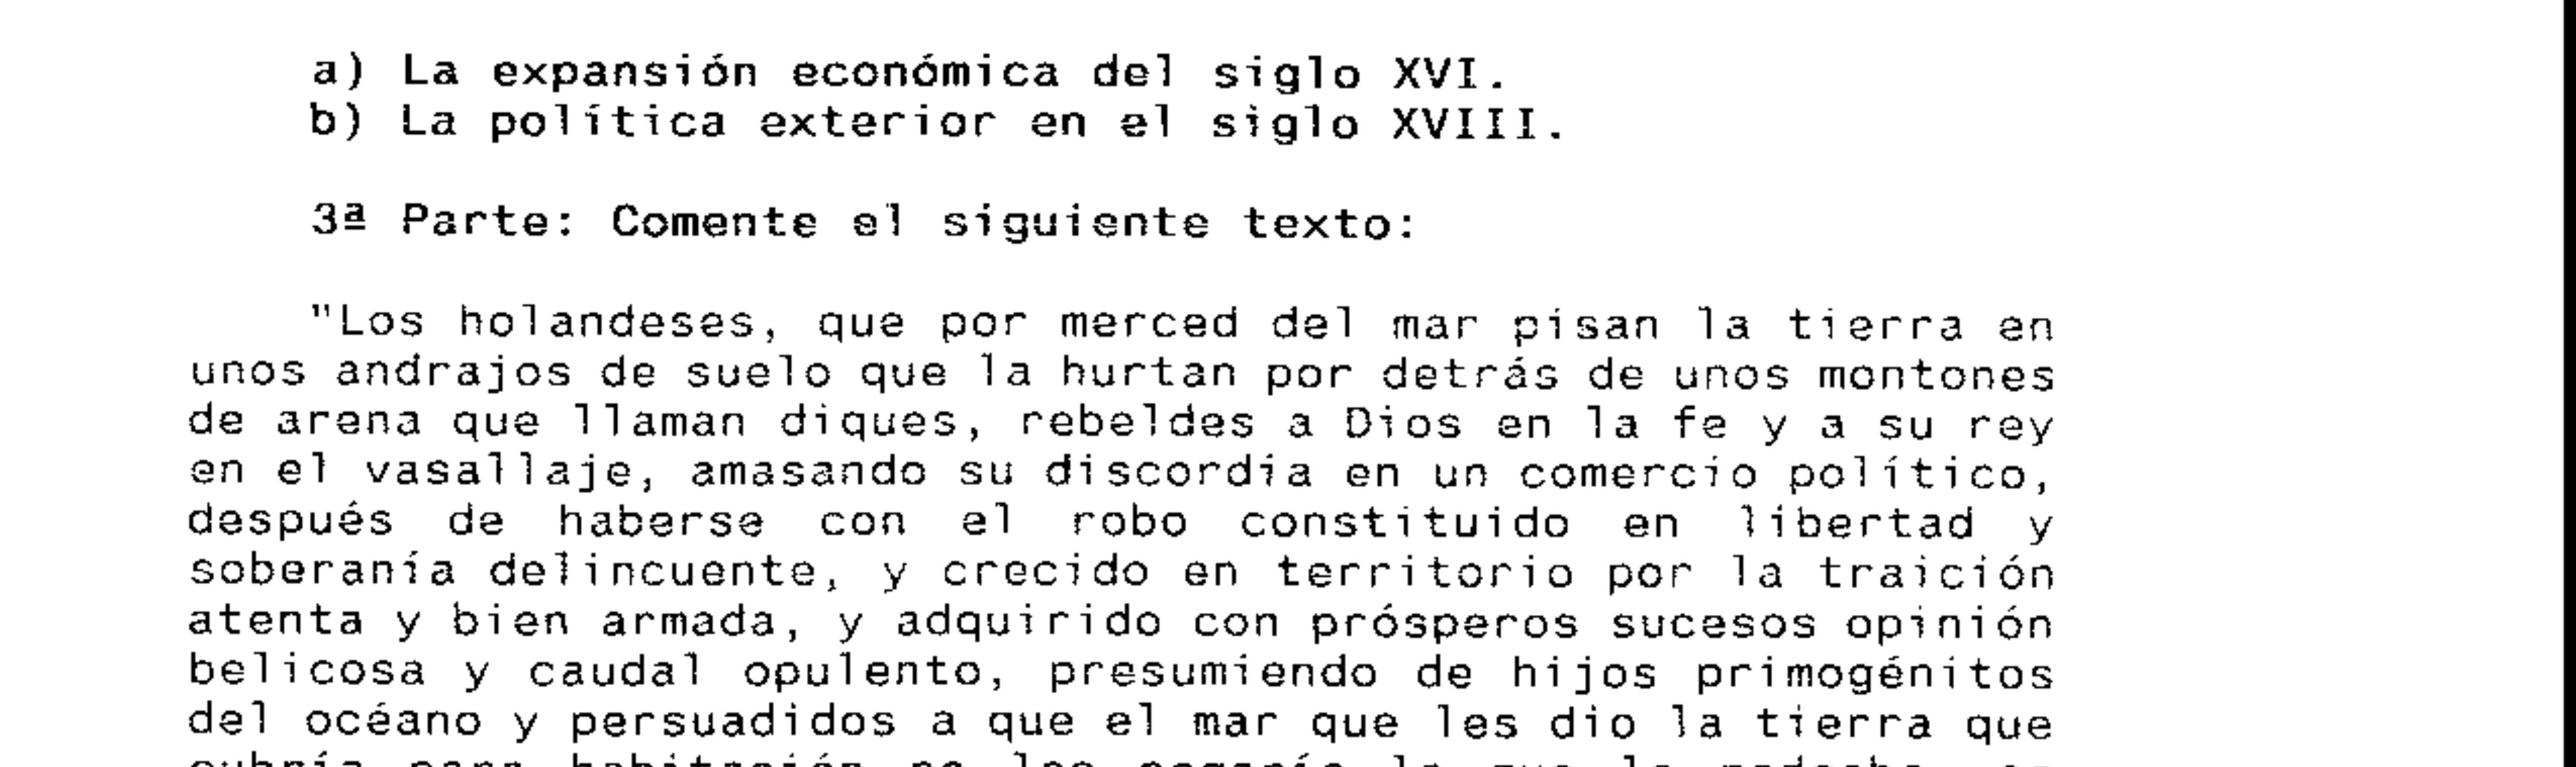 a) La expansión económica del siglo XVI.
b) La política exterior en el siglo XVIII.
3ª Parte: Comente el siguiente texto:
"Los holandeses, que por merced del mar pisan la tierra en
unos andrajos de suelo que la hurtan por detrás de unos montones
de arena que llaman diques, rebeldes a Dios en la fe y a su rey
en el vasallaje, amasando su discordia en un comercio político,
después de haberse con el robo constituido en libertad y
soberanía delincuente, y crecido en territorio por la traición
atenta y bien armada, y adquirido con prósperos sucesos opinión
belicosa y caudal opulento, presumiendo de hijos primogénitos
del océano y persuadidos a que el mar que les dio la tierra que